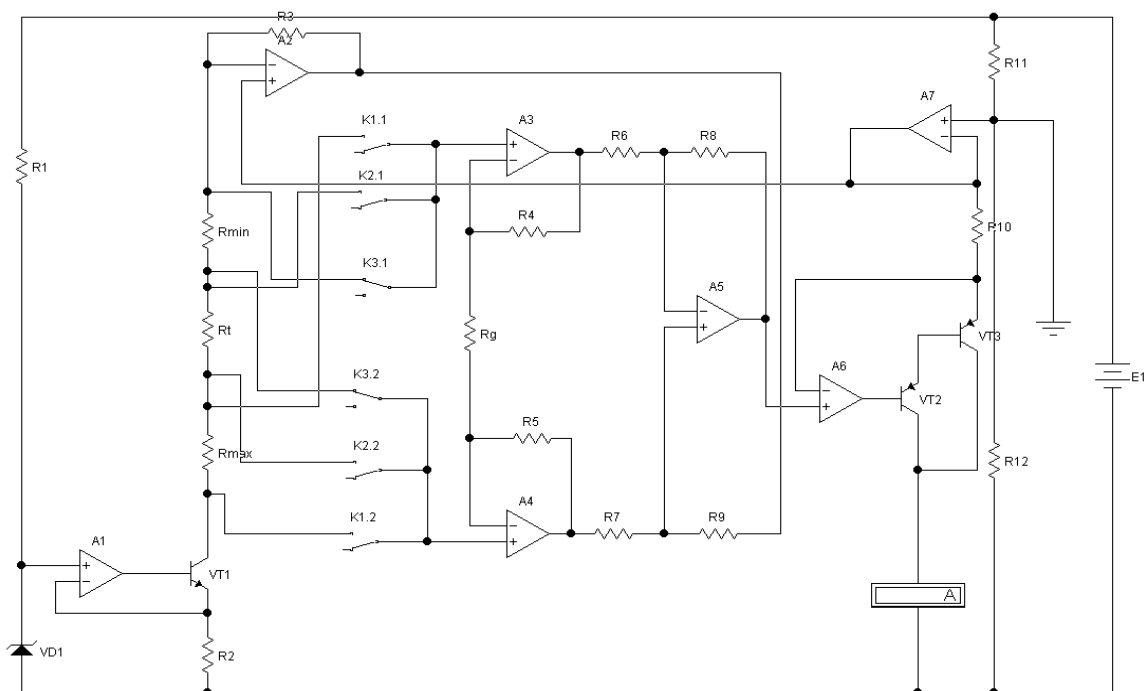 R3
A2
R11
A7
K1.1
A3
R6
R8
R1
K2.1
R4
R10
Rmin
K3.1
A5
Rt
Rg
VT3
K3.2
A6
E1
VT2
R5
Rmax
K2.2
R12
A4
K1.2
R7
R9
A1
VT1
A
VD1
R2